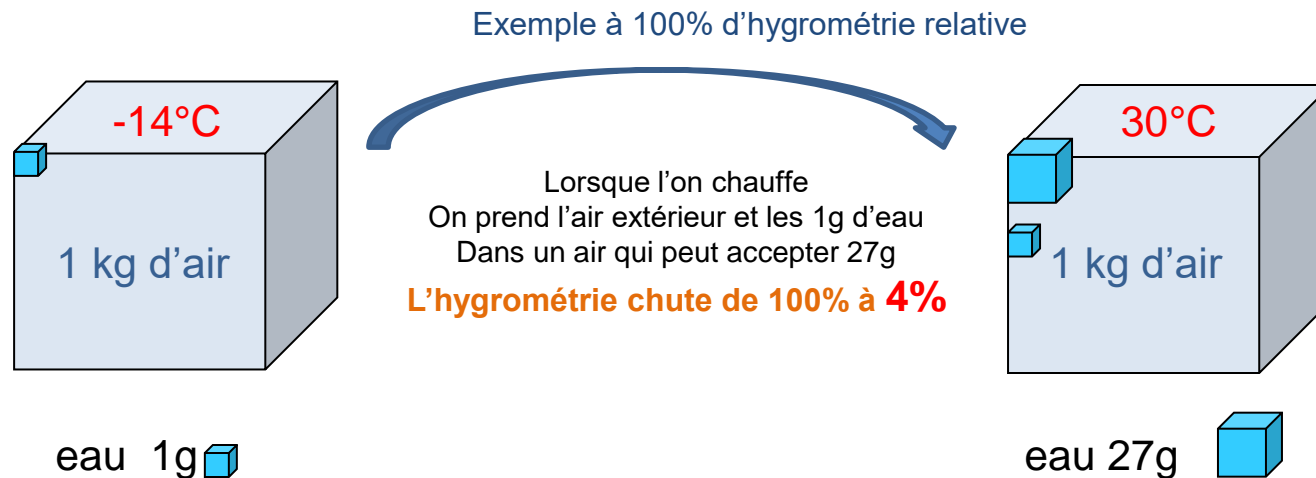 Exemple à 100% d’hygrométrie relative
-14°C
30°C
Lorsque l’on chauffe
On prend l’air extérieur et les 1g d’eau
Dans un air qui peut accepter 27g
L’hygrométrie chute de 100% à 4%
1 kg d’air
1 kg d’air
eau 1g
eau 27g